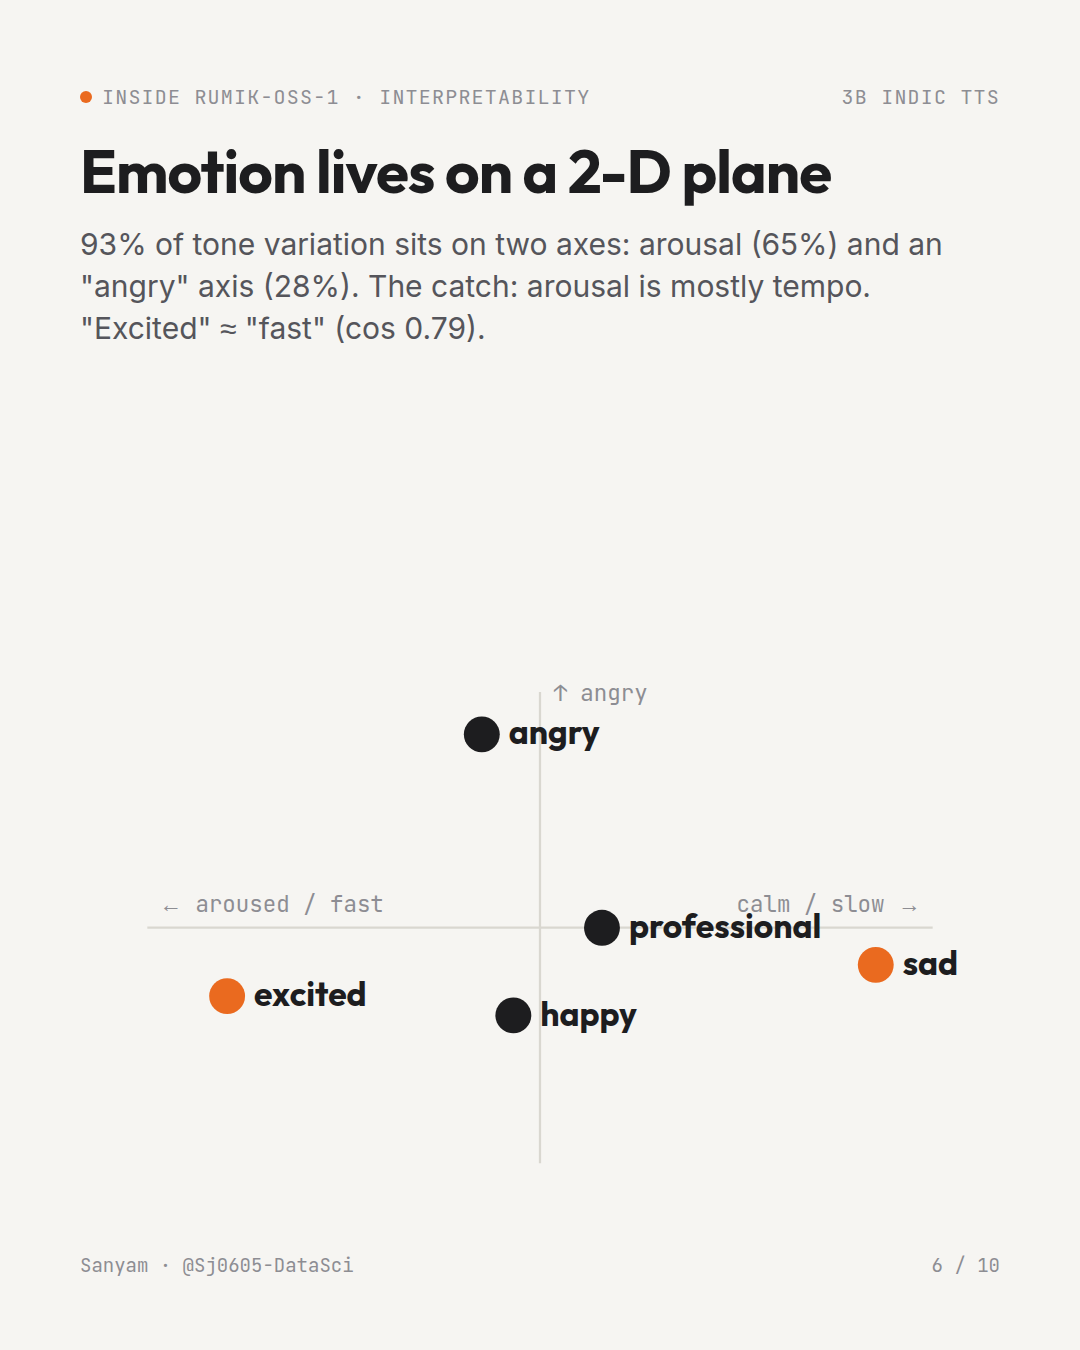 INSIDE RUMIK-OSS-1 · INTERPRETABILITY
3B INDIC TTS
Emotion lives on a 2-D plane
93% of tone variation sits on two axes: arousal (65%) and an
"angry" axis (28%). The catch: arousal is mostly tempo.
"Excited" ≈ "fast" (cos 0.79).
↑ angry
angry
← aroused / fast
calm / slow →
professional
sad
excited
happy
Sanyam · @Sj0605-DataSci
6 / 10